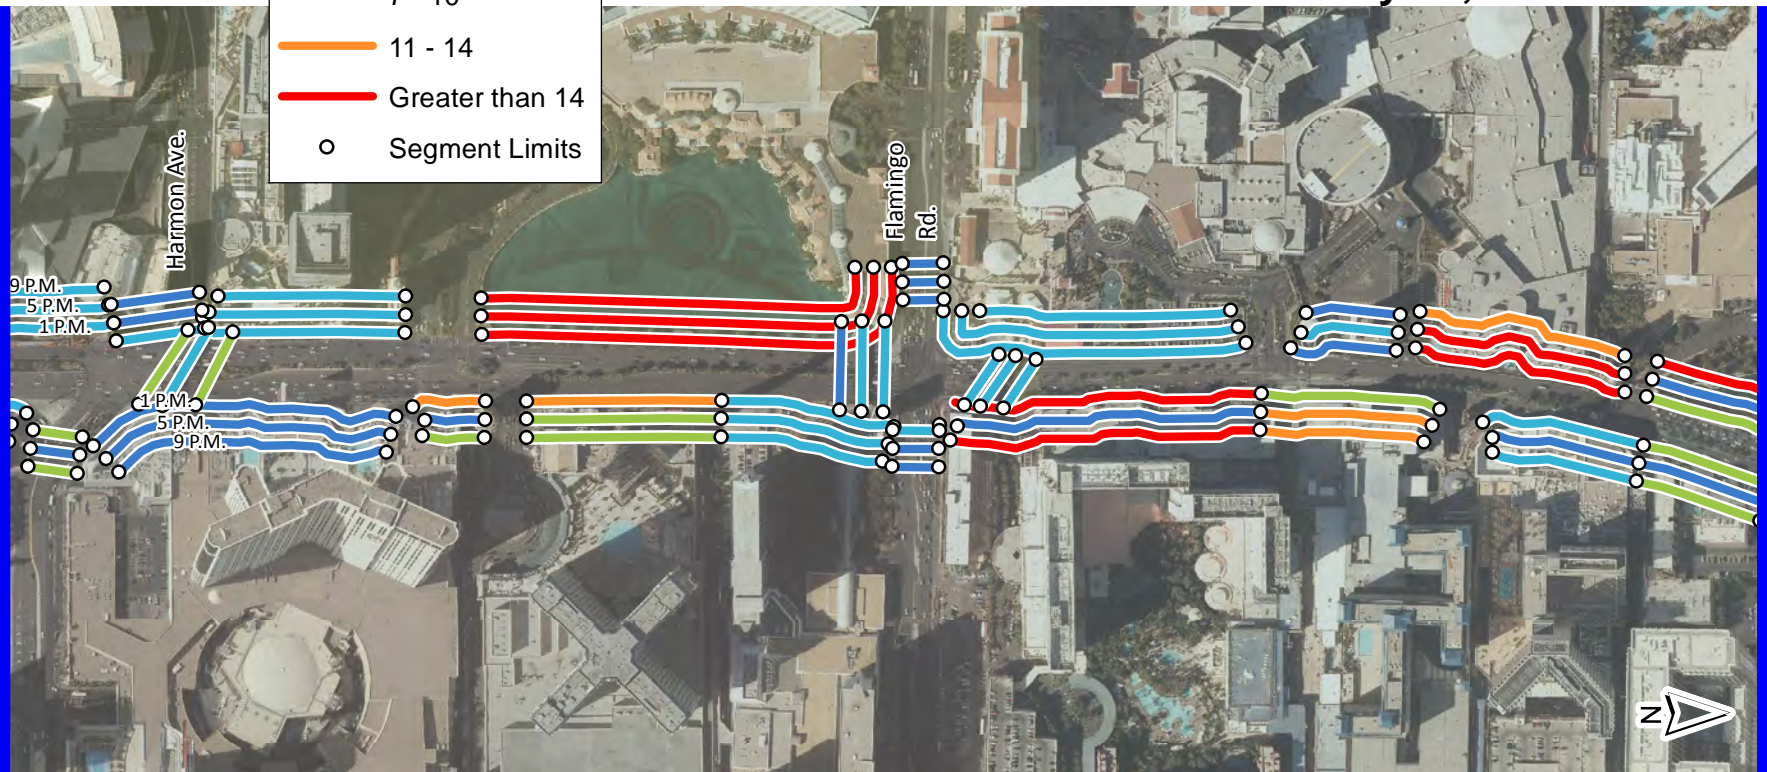 11 - 14
Greater than 14
Segment Limits
Harmon Ave.
Flamingo
Rd.
9 P.M.
5 P.M.
1 P.M.
1 P.M.
5 P.M.
9 P.M.
N